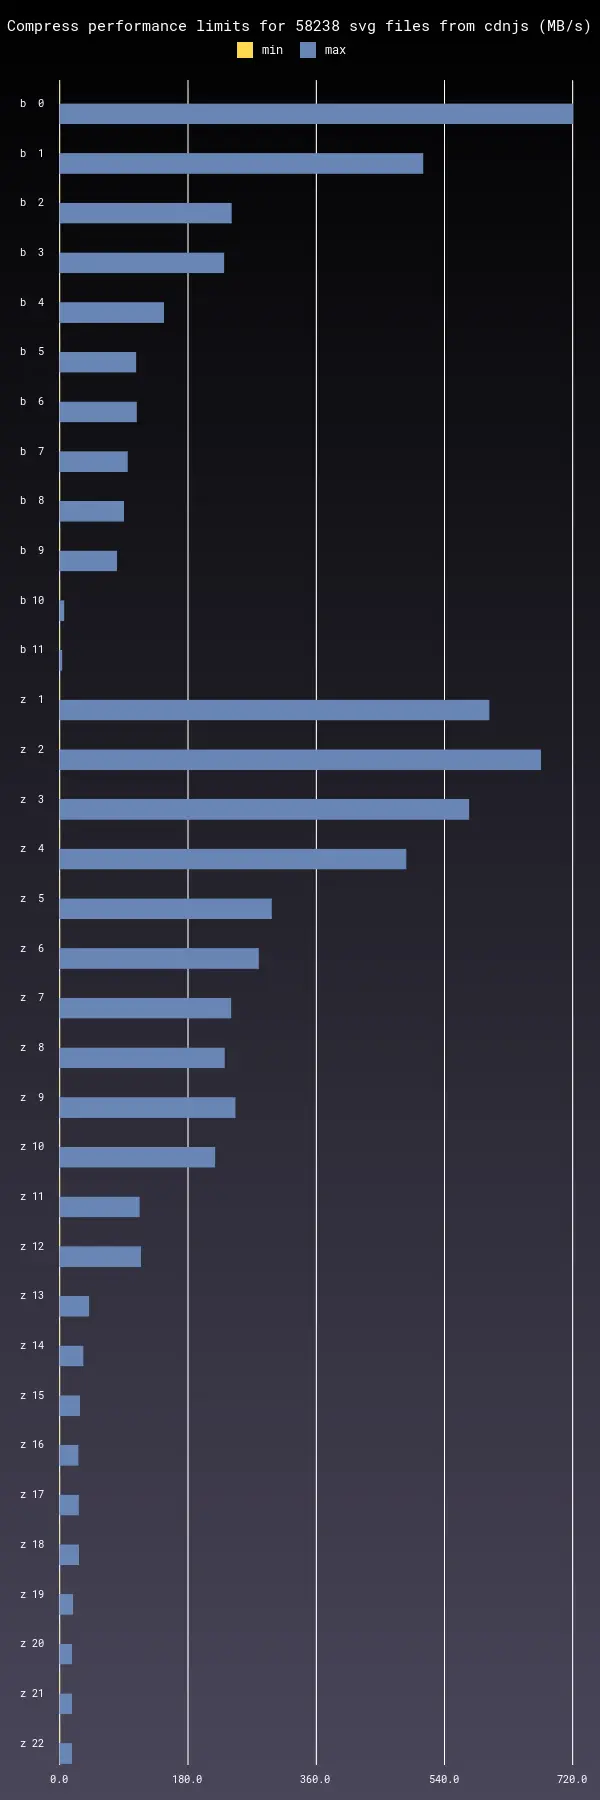 Compress performance limits for 58238 svg files from cdnjs (MB/s)
min max
b 0
b 1
b 2
b 3
b 4
b 5
b 6
b 7
b 8
b 9
b 10
b 11
z 1
z 2
z 3
z 4
z 5
z 6
z 7
z 8
z 9
z 10
z 11
z 12
z 13
z 14
z 15
z 16
z 17
z 18
z 19
z 20
z 21
z 22
0.0 180.0 360.0 540.0 720.0